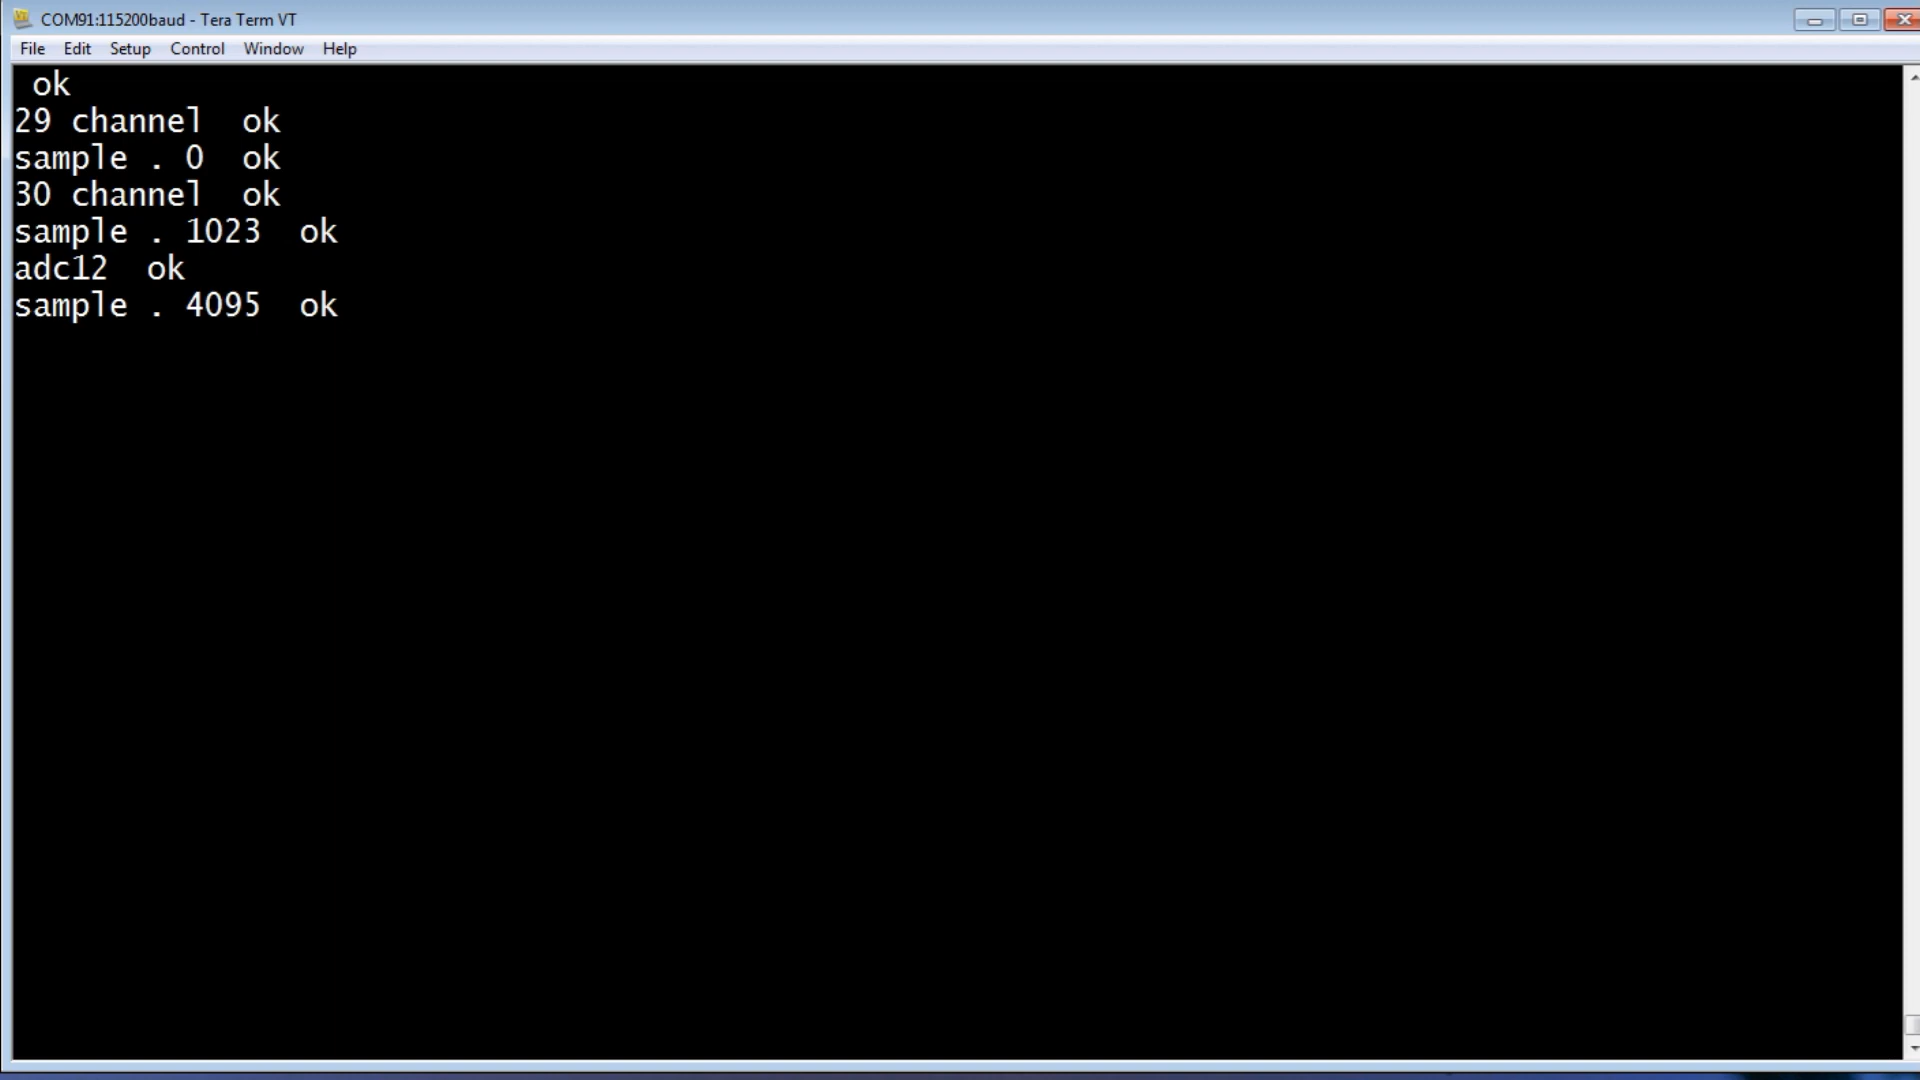 COM91:115200baud - Tera Term VT
File Edit Setup Control Window Help
ok
29 channel  ok
sample . 0  ok
30 channel  ok
sample . 1023  ok
adc12  ok
sample . 4095  ok